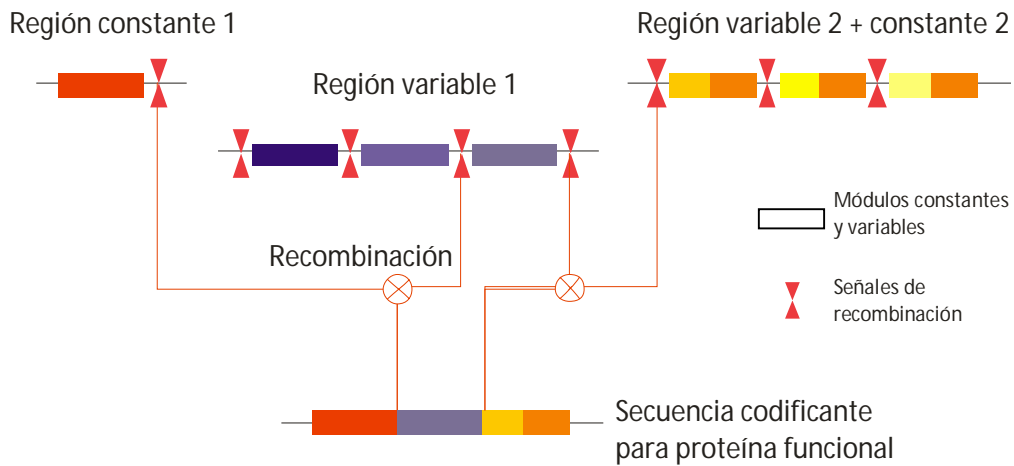 Región constante 1
Región variable 2 + constante 2
Región variable 1
Módulos constantes
y variables
Recombinación
Señales de
recombinación
Secuencia codificante
para proteína funcional